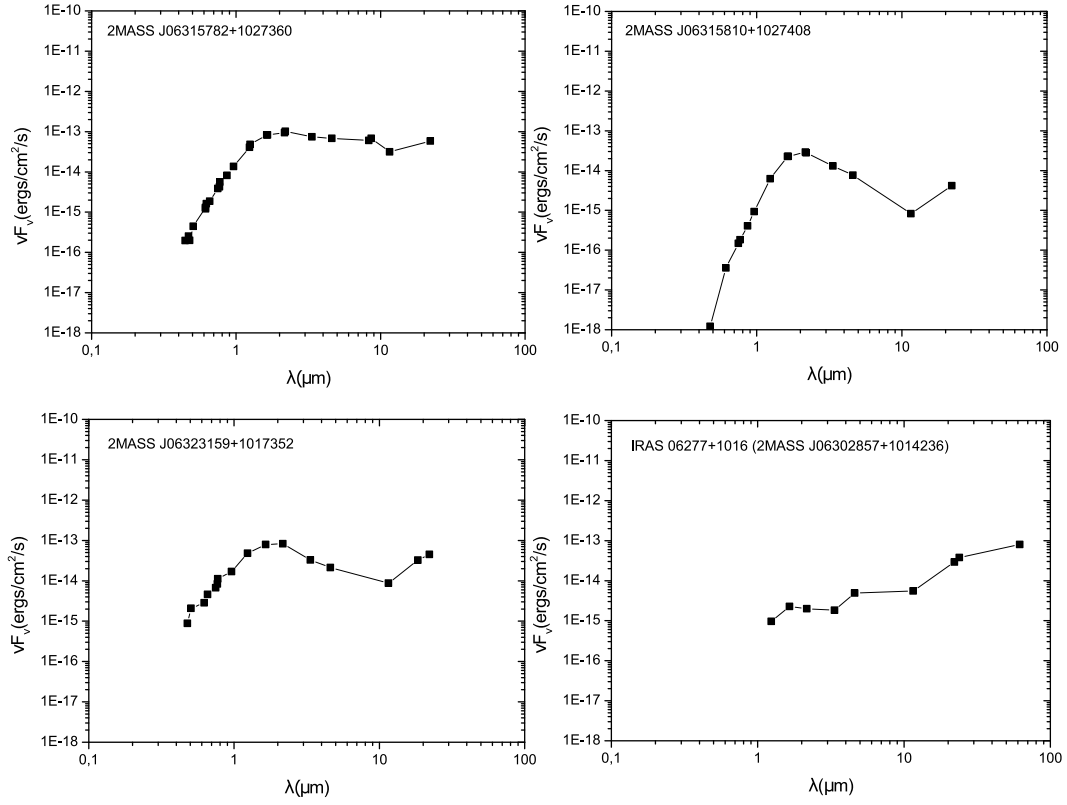 2MASS J06315782+1027360
1E-10
1E-11
1E-12
1E-13
1E-14
1E-15
1E-16
1E-17
1E-18
νFᵥ(ergs/cm²/s)
0,1 1 10 100
λ(µm)
2MASS J06315810+1027408
1E-10
1E-11
1E-12
1E-13
1E-14
1E-15
1E-16
1E-17
1E-18
νFᵥ(ergs/cm²/s)
0,1 1 10 100
λ(µm)
2MASS J06323159+1017352
1E-10
1E-11
1E-12
1E-13
1E-14
1E-15
1E-16
1E-17
1E-18
νFᵥ(ergs/cm²/s)
0,1 1 10 100
λ(µm)
IRAS 06277+1016 (2MASS J06302857+1014236)
1E-10
1E-11
1E-12
1E-13
1E-14
1E-15
1E-16
1E-17
1E-18
νFᵥ(ergs/cm²/s)
0,1 1 10 100
λ(µm)